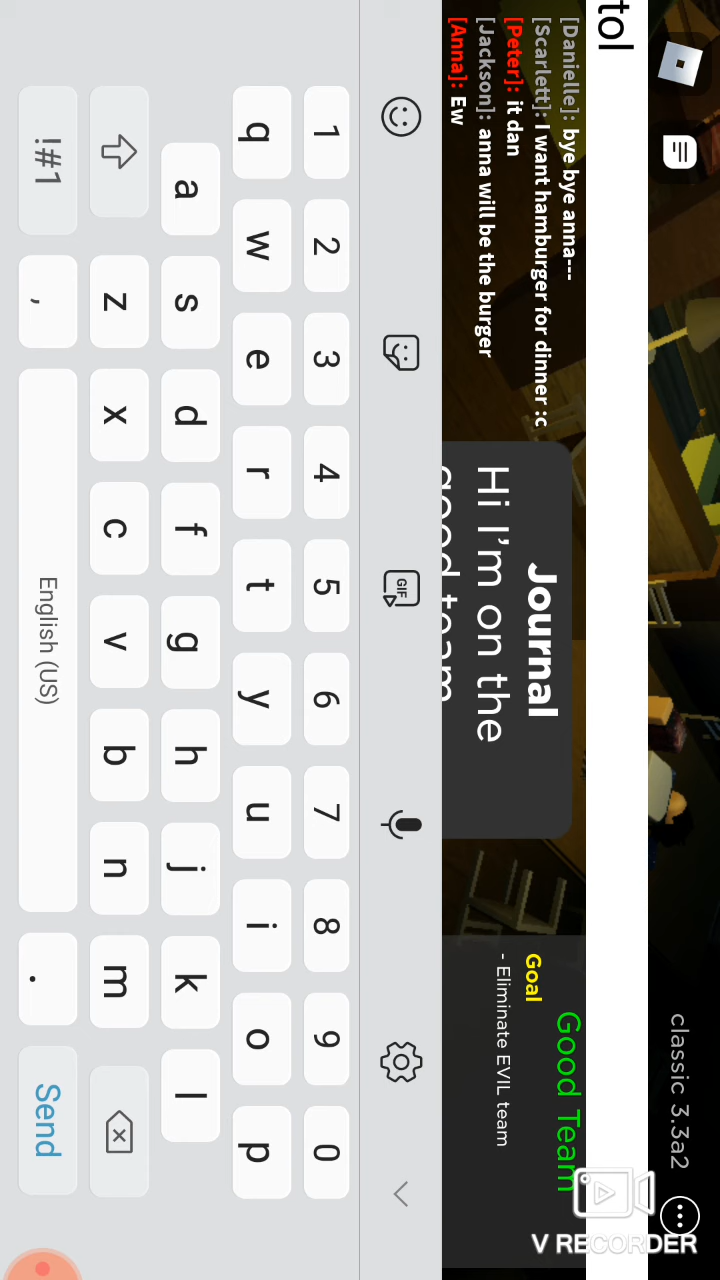 classic 3.3a2
tol
[Danielle]: bye bye anna---
[Scarlett]: I want hamburger for dinner :c
[Peter]: it dan
[Jackson]: anna will be the burger
[Anna]: Ew
Journal
Hi I'm on the
good team
Good Team
Goal
- Eliminate EVIL team
V RECORDER
GIF
1 2 3 4 5 6 7 8 9 0
q w e r t y u i o p
a s d f g h j k l
z x c v b n m
!#1 , English (US) . Send